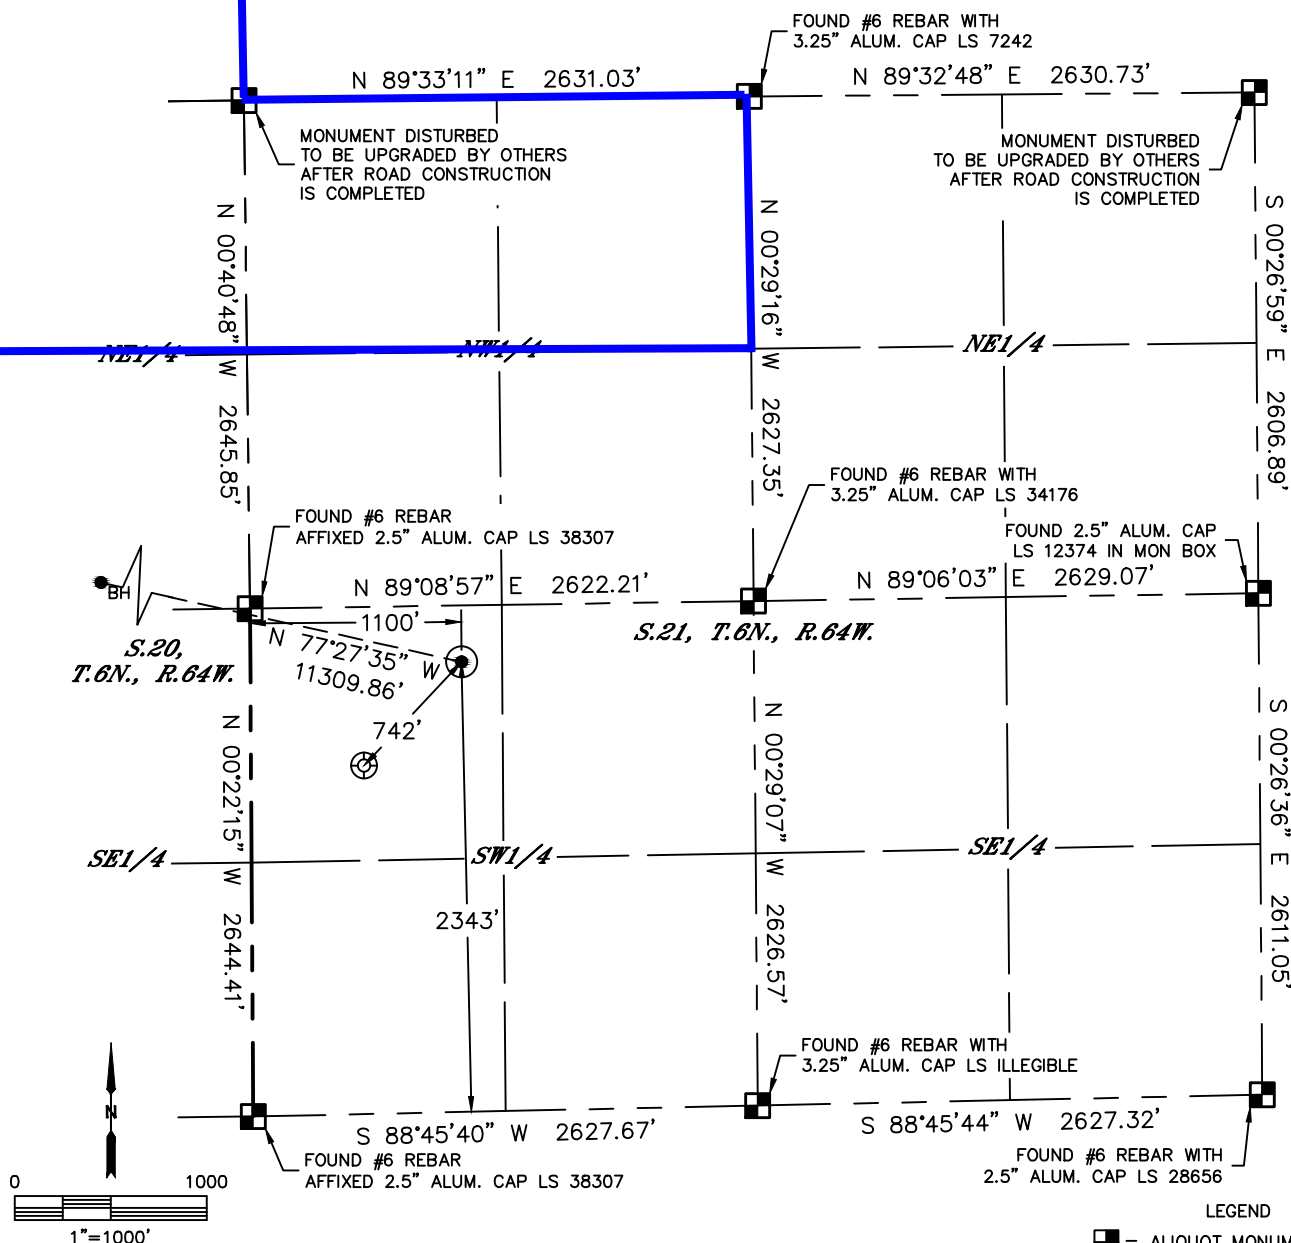 FOUND #6 REBAR WITH
3.25" ALUM. CAP LS 7242
N 89°33'11" E 2631.03'
N 89°32'48" E 2630.73'
MONUMENT DISTURBED
TO BE UPGRADED BY OTHERS
AFTER ROAD CONSTRUCTION
IS COMPLETED
MONUMENT DISTURBED
TO BE UPGRADED BY OTHERS
AFTER ROAD CONSTRUCTION
IS COMPLETED
N 00°40'48" W 2645.85'
N 00°29'16" W 2627.35'
S 00°26'59" E 2606.89'
NE1/4
NW1/4
NE1/4
FOUND #6 REBAR WITH
3.25" ALUM. CAP LS 34176
FOUND #6 REBAR
AFFIXED 2.5" ALUM. CAP LS 38307
FOUND 2.5" ALUM. CAP
LS 12374 IN MON BOX
BH
N 89°08'57" E 2622.21'
N 89°06'03" E 2629.07'
1100'
S.20,
T.6N., R.64W.
S.21, T.6N., R.64W.
N 77°27'35" W
11309.86'
742'
N 00°22'15" W 2644.41'
N 00°29'07" W 2626.57'
S 00°26'36" E 2611.05'
SE1/4
SW1/4
SE1/4
2343'
FOUND #6 REBAR WITH
3.25" ALUM. CAP LS ILLEGIBLE
N
S 88°45'40" W 2627.67'
S 88°45'44" W 2627.32'
FOUND #6 REBAR
AFFIXED 2.5" ALUM. CAP LS 38307
FOUND #6 REBAR WITH
2.5" ALUM. CAP LS 28656
0 1000
1"=1000'
LEGEND
= ALIQUOT